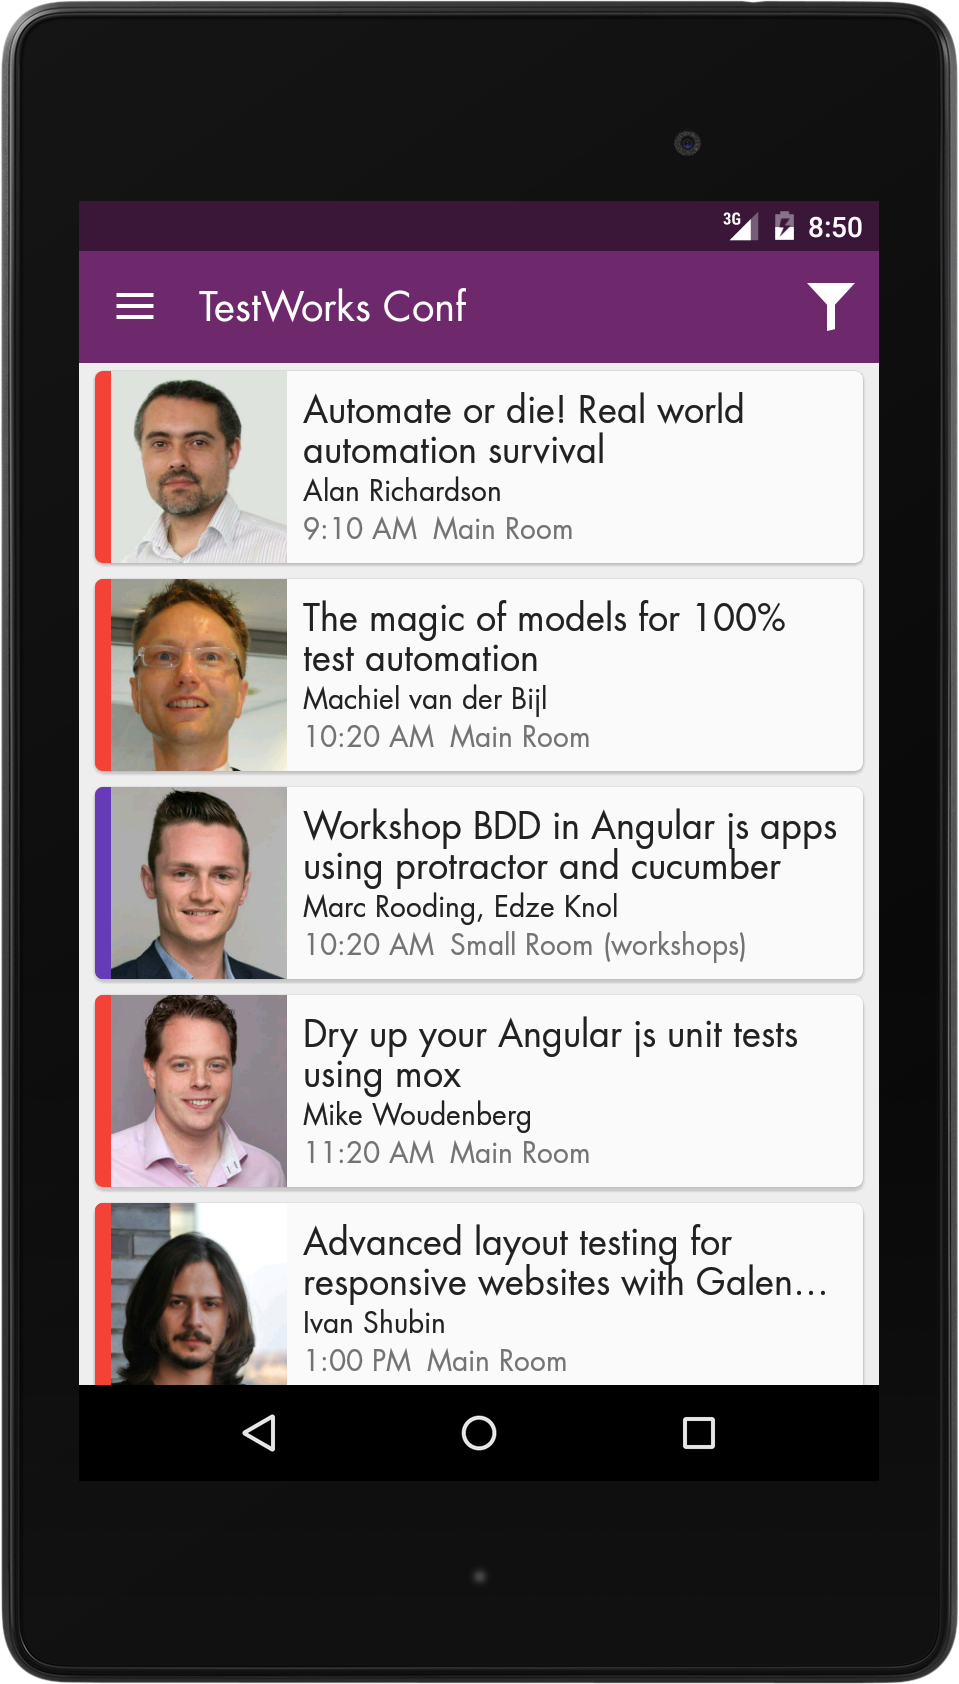 3G 8:50
TestWorks Conf
Automate or die! Real world
automation survival
Alan Richardson
9:10 AM Main Room
The magic of models for 100%
test automation
Machiel van der Bijl
10:20 AM Main Room
Workshop BDD in Angular js apps
using protractor and cucumber
Marc Rooding, Edze Knol
10:20 AM Small Room (workshops)
Dry up your Angular js unit tests
using mox
Mike Woudenberg
11:20 AM Main Room
Advanced layout testing for
responsive websites with Galen...
Ivan Shubin
1:00 PM Main Room